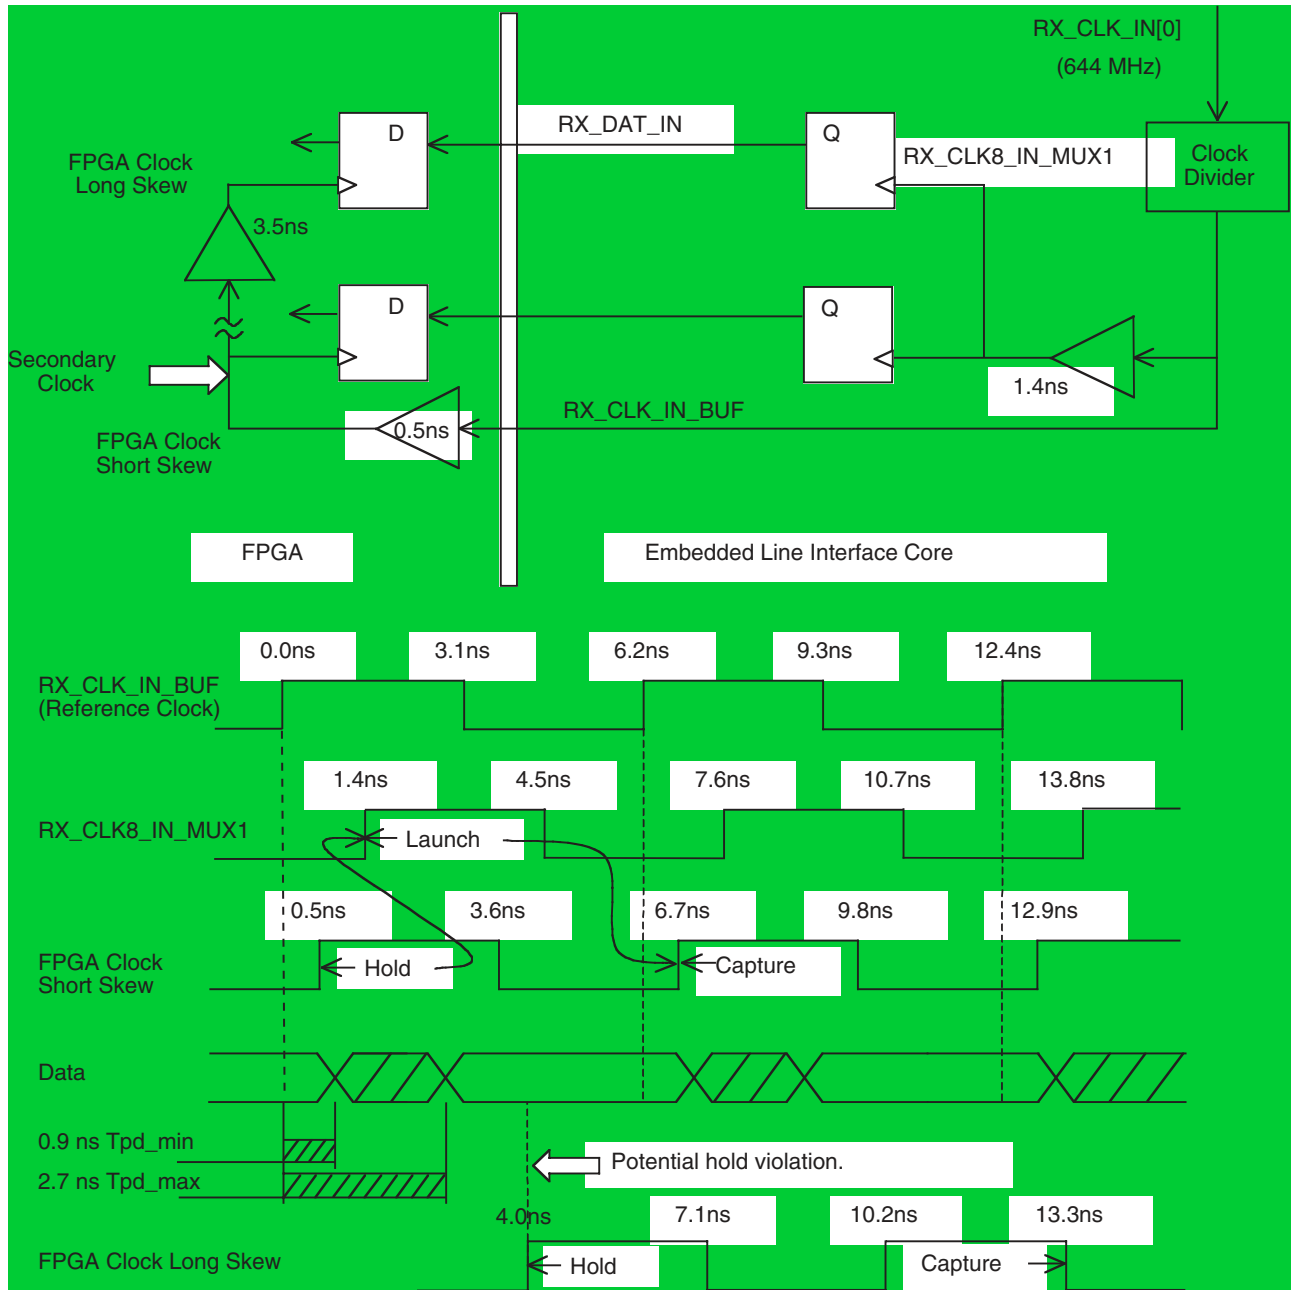 RX_CLK_IN[0]
(644 MHz)
D
RX_DAT_IN
Q
RX_CLK8_IN_MUX1
Clock
Divider
FPGA Clock
Long Skew
3.5ns
D
Q
Secondary
Clock
1.4ns
RX_CLK_IN_BUF
0.5ns
FPGA Clock
Short Skew
FPGA
Embedded Line Interface Core
0.0ns
3.1ns
6.2ns
9.3ns
12.4ns
RX_CLK_IN_BUF
(Reference Clock)
1.4ns
4.5ns
7.6ns
10.7ns
13.8ns
RX_CLK8_IN_MUX1
Launch
0.5ns
3.6ns
6.7ns
9.8ns
12.9ns
FPGA Clock
Short Skew
Hold
Capture
Data
0.9 ns Tpd_min
2.7 ns Tpd_max
Potential hold violation.
4.0ns
7.1ns
10.2ns
13.3ns
FPGA Clock Long Skew
Hold
Capture